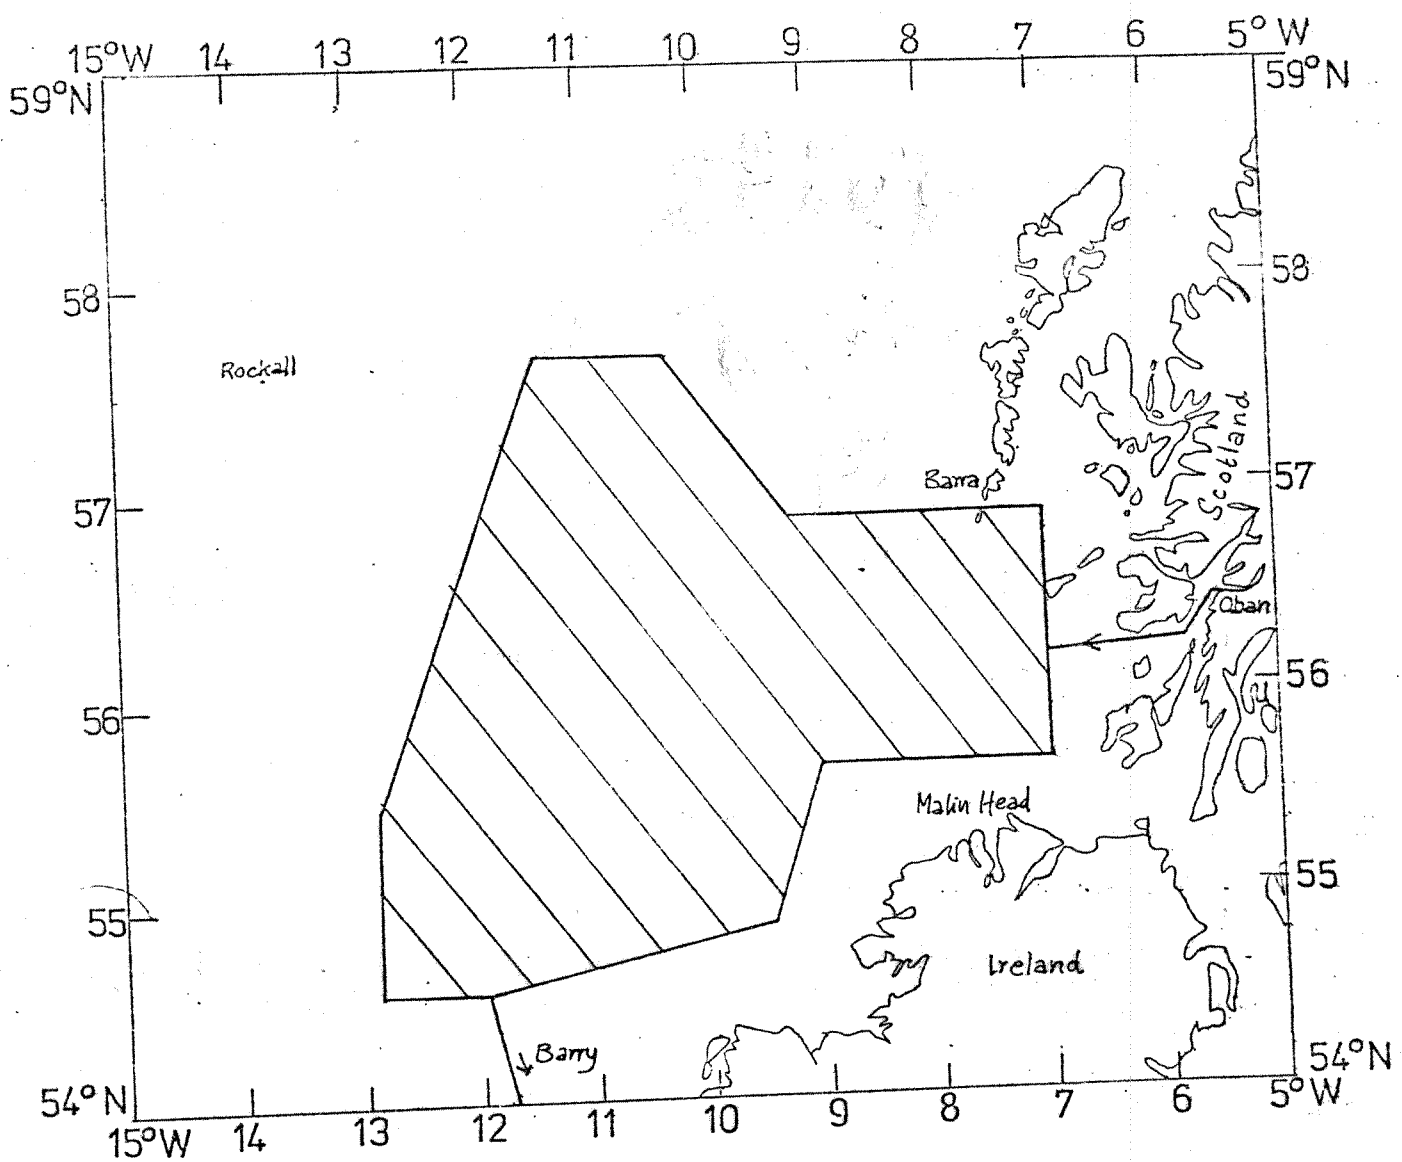 15°W 14 13 12 11 10 9 8 7 6 5°W
59°N 59°N
58 58
Rockall
Scotland
57 57
Barra
Oban
56 56
Malin Head
55 55
Ireland
Barry
54°N 54°N
15°W 14 13 12 11 10 9 8 7 6 5°W